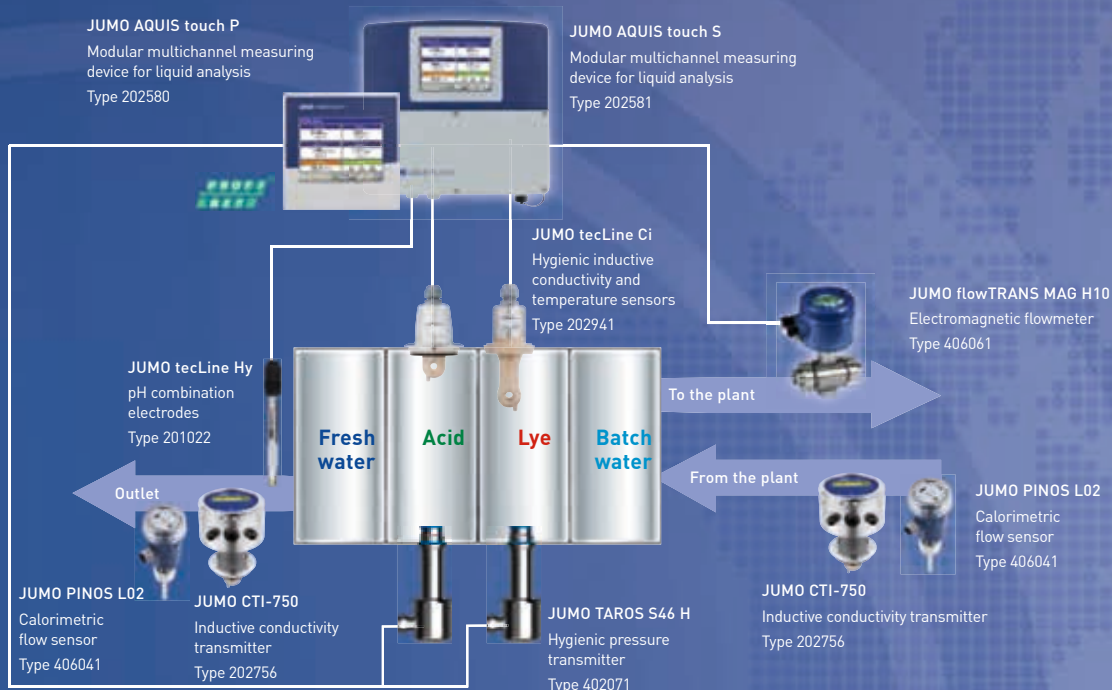 JUMO AQUIS touch P
Modular multichannel measuring
device for liquid analysis
Type 202580
JUMO AQUIS touch S
Modular multichannel measuring
device for liquid analysis
Type 202581
JUMO tecLine Ci
Hygienic inductive
conductivity and
temperature sensors
Type 202941
JUMO flowTRANS MAG H10
Electromagnetic flowmeter
Type 406061
JUMO tecLine Hy
pH combination
electrodes
Type 201022
To the plant
Fresh
water
Acid
Lye
Batch
water
From the plant
Outlet
JUMO PINOS L02
Calorimetric
flow sensor
Type 406041
JUMO PINOS L02
Calorimetric
flow sensor
Type 406041
JUMO CTI-750
Inductive conductivity
transmitter
Type 202756
JUMO TAROS S46 H
Hygienic pressure
transmitter
Type 402071
JUMO CTI-750
Inductive conductivity transmitter
Type 202756